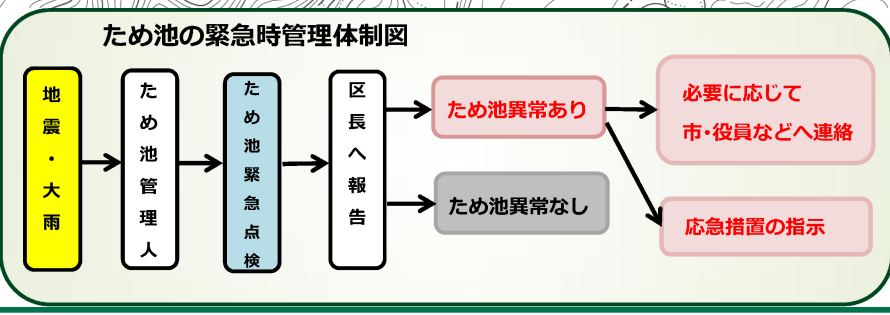 ため池の緊急時管理体制図
地震・大雨
ため池管理人
ため池緊急点検
区長へ報告
ため池異常あり
ため池異常なし
必要に応じて
市・役員などへ連絡
応急措置の指示